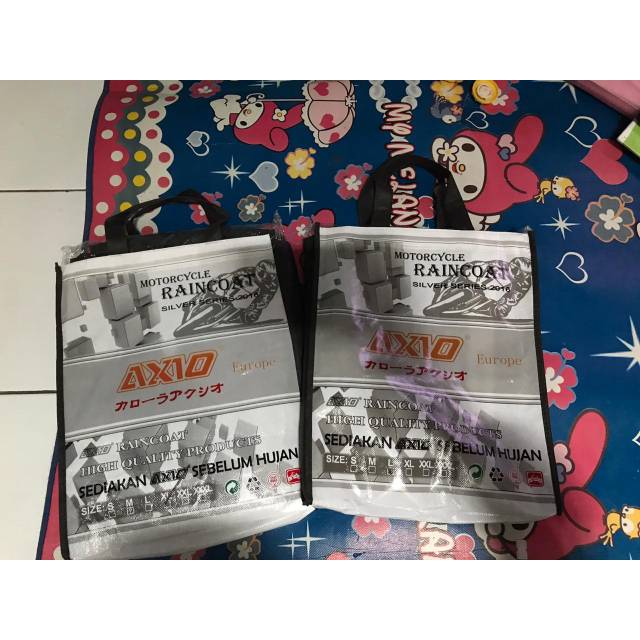 MOTORCYCLE
RAINCOAT
SILVER SERIES 2016
AXIO
Europe
カローラアクシオ
AXIO RAINCOAT
HIGH QUALITY PRODUCTS
SEDIAKAN AXIO SEBELUM HUJAN
SIZE: S M L XL XXL XXXL
MOTORCYCLE
RAINCOAT
SILVER SERIES 2016
AXIO
Europe
カローラアクシオ
AXIO RAINCOAT
HIGH QUALITY PRODUCTS
SEDIAKAN AXIO SEBELUM HUJAN
SIZE: S M L XL XXL XXXL